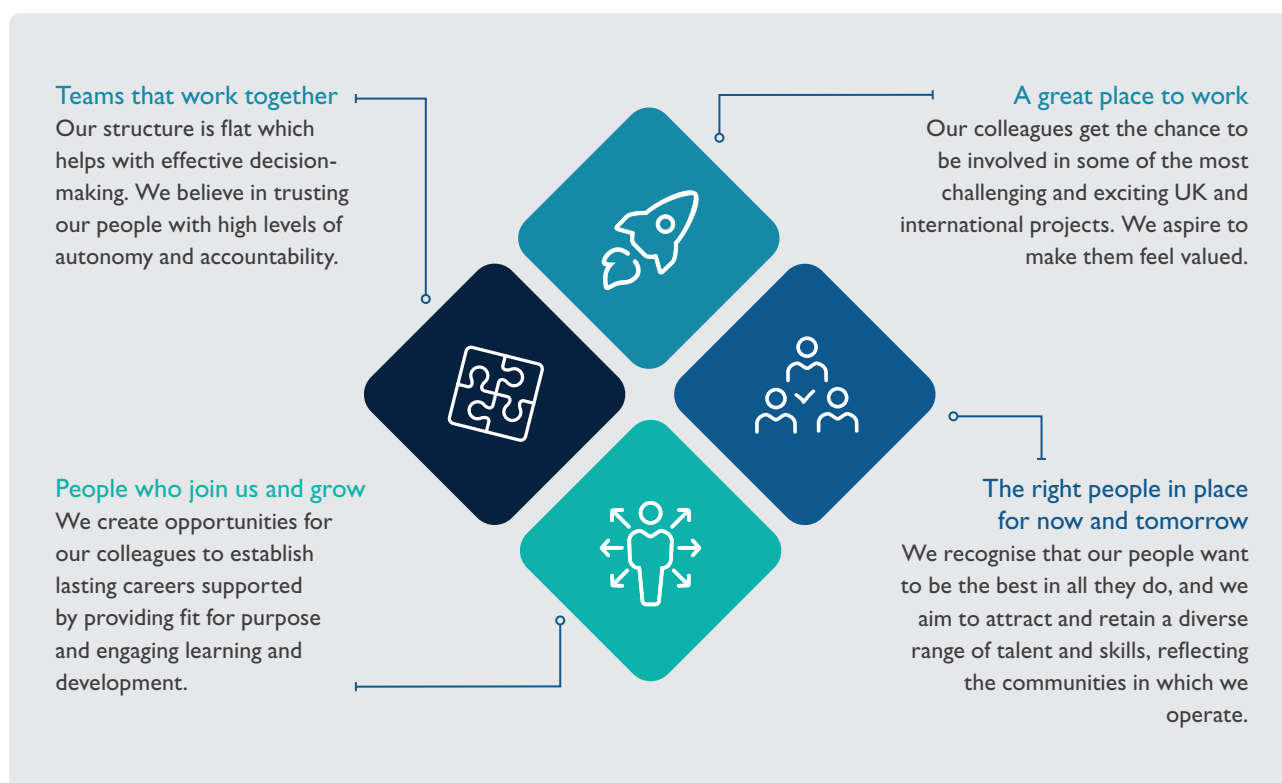 Teams that work together
Our structure is flat which
helps with effective decision-
making. We believe in trusting
our people with high levels of
autonomy and accountability.
A great place to work
Our colleagues get the chance to
be involved in some of the most
challenging and exciting UK and
international projects. We aspire to
make them feel valued.
People who join us and grow
We create opportunities for
our colleagues to establish
lasting careers supported
by providing fit for purpose
and engaging learning and
development.
The right people in place
for now and tomorrow
We recognise that our people want
to be the best in all they do, and we
aim to attract and retain a diverse
range of talent and skills, reflecting
the communities in which we
operate.